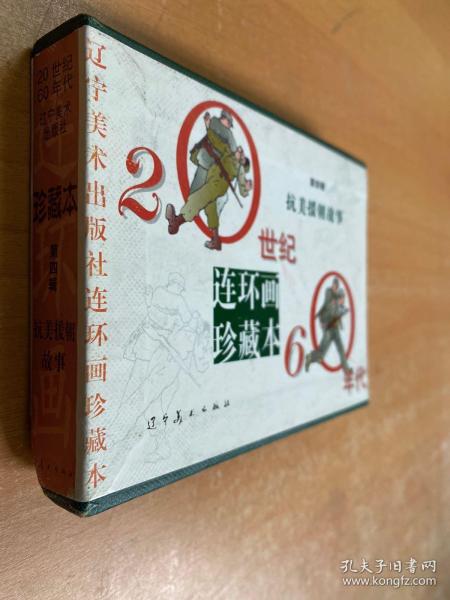 20世纪
60年代
辽宁美术
出版社
珍藏本
第四辑
抗美援朝
故事
辽宁美术出版社连环画珍藏本
20
世纪
第四辑
抗美援朝故事
连环画
珍藏本
60
年代
辽宁美术出版社
孔夫子旧书网
www.kongfz.com